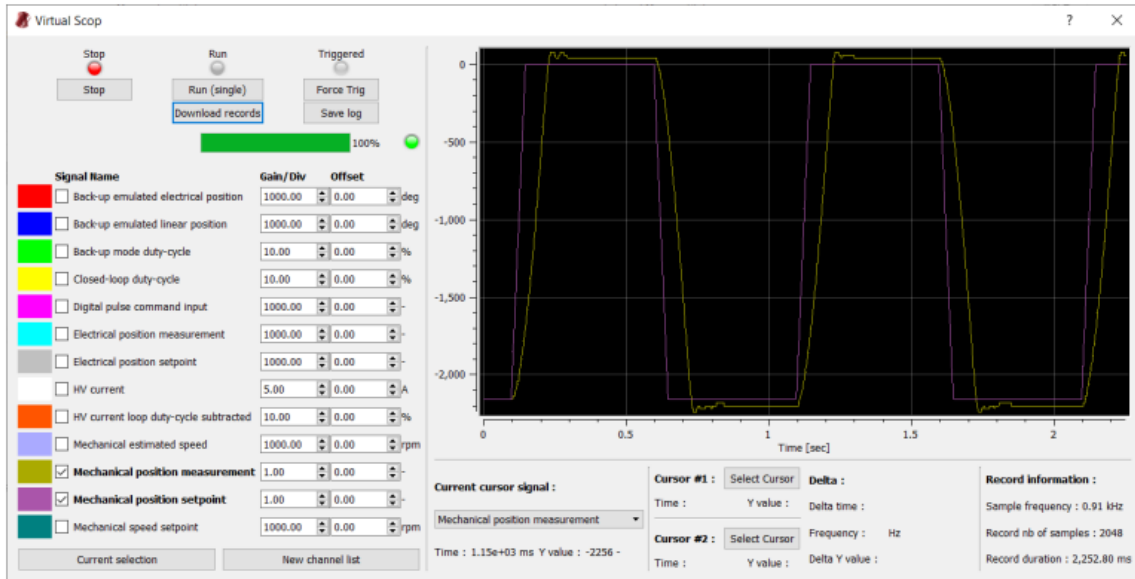 Virtual Scop
? ×
Stop Run Triggered
Stop Run (single) Force Trig
Download records Save log
100%
Signal Name Gain/Div Offset
Back-up emulated electrical position 1000.00 0.00 deg
Back-up emulated linear position 1000.00 0.00 deg
Back-up mode duty-cycle 10.00 0.00 %
Closed-loop duty-cycle 10.00 0.00 %
Digital pulse command input 1000.00 0.00 -
Electrical position measurement 1000.00 0.00 -
Electrical position setpoint 1000.00 0.00 -
HV current 5.00 0.00 A
HV current loop duty-cycle subtracted 10.00 0.00 %
Mechanical estimated speed 1000.00 0.00 rpm
Mechanical position measurement 1.00 0.00 -
Mechanical position setpoint 1.00 0.00 -
Mechanical speed setpoint 1000.00 0.00 rpm
Current selection New channel list
0
-500
-1,000
-1,500
-2,000
0 0.5 1 1.5 2
Time [sec]
Current cursor signal :
Mechanical position measurement
Time : 1.15e+03 ms Y value : -2256 -
Cursor #1 : Select Cursor
Time : Y value :
Cursor #2 : Select Cursor
Time : Y value :
Delta :
Delta time :
Frequency : Hz
Delta Y value :
Record information :
Sample frequency : 0.91 kHz
Record nb of samples : 2048
Record duration : 2,252.80 ms